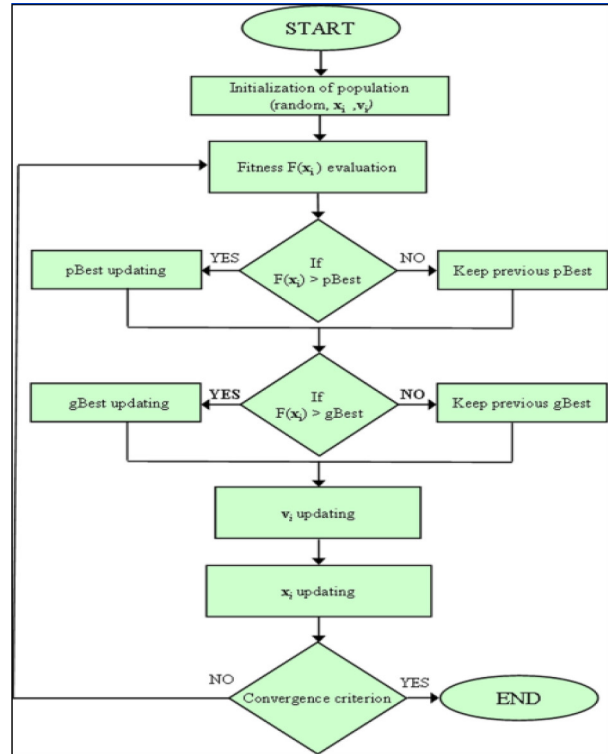 START
Initialization of population
(random, xᵢ ,vᵢ)
Fitness F(xᵢ) evaluation
YES
NO
pBest updating
If
F(xᵢ) > pBest
Keep previous pBest
YES
NO
gBest updating
If
F(xᵢ) > gBest
Keep previous gBest
vᵢ updating
xᵢ updating
NO
YES
Convergence criterion
END